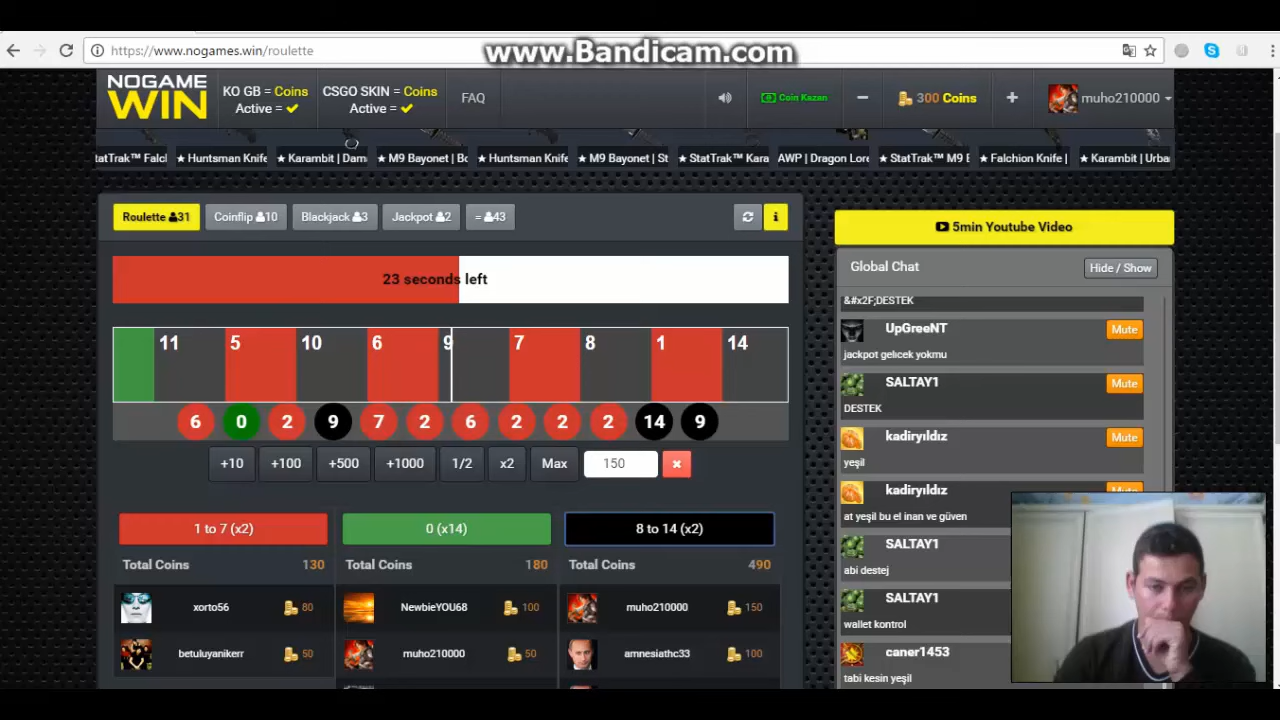 www.Bandicam.com
https://www.nogames.win/roulette
NOGAME
WIN
KO GB = Coins
Active =
CSGO SKIN = Coins
Active =
FAQ
Coin Kazan
300 Coins
muho210000
tatTrak™ Falcl
★ Huntsman Knife
★ Karambit | Dam
★ M9 Bayonet | Bo
★ Huntsman Knife
★ M9 Bayonet | St
★ StatTrak™ Kara
AWP | Dragon Lore
★ StatTrak™ M9 B
★ Falchion Knife |
★ Karambit | Urba
Roulette 31
Coinflip 10
Blackjack 3
Jackpot 2
= 43
i
23 seconds left
11 5 10 6 9 7 8 1 14
6 0 2 9 7 2 6 2 2 2 14 9
+10 +100 +500 +1000 1/2 x2 Max 150
1 to 7 (x2)
0 (x14)
8 to 14 (x2)
Total Coins 130
Total Coins 180
Total Coins 490
xorto56 80
NewbieYOU68 100
muho210000 150
betuluyanikerr 50
muho210000 50
amnesiathc33 100
5min Youtube Video
Global Chat
Hide / Show
&#x2F;DESTEK
UpGreeNT
Mute
jackpot gelıcek yokmu
SALTAY1
Mute
DESTEK
kadiryıldız
Mute
yeşil
kadiryıldız
Mute
at yeşil bu el inan ve güven
SALTAY1
abi destej
SALTAY1
wallet kontrol
caner1453
tabi kesin yeşil